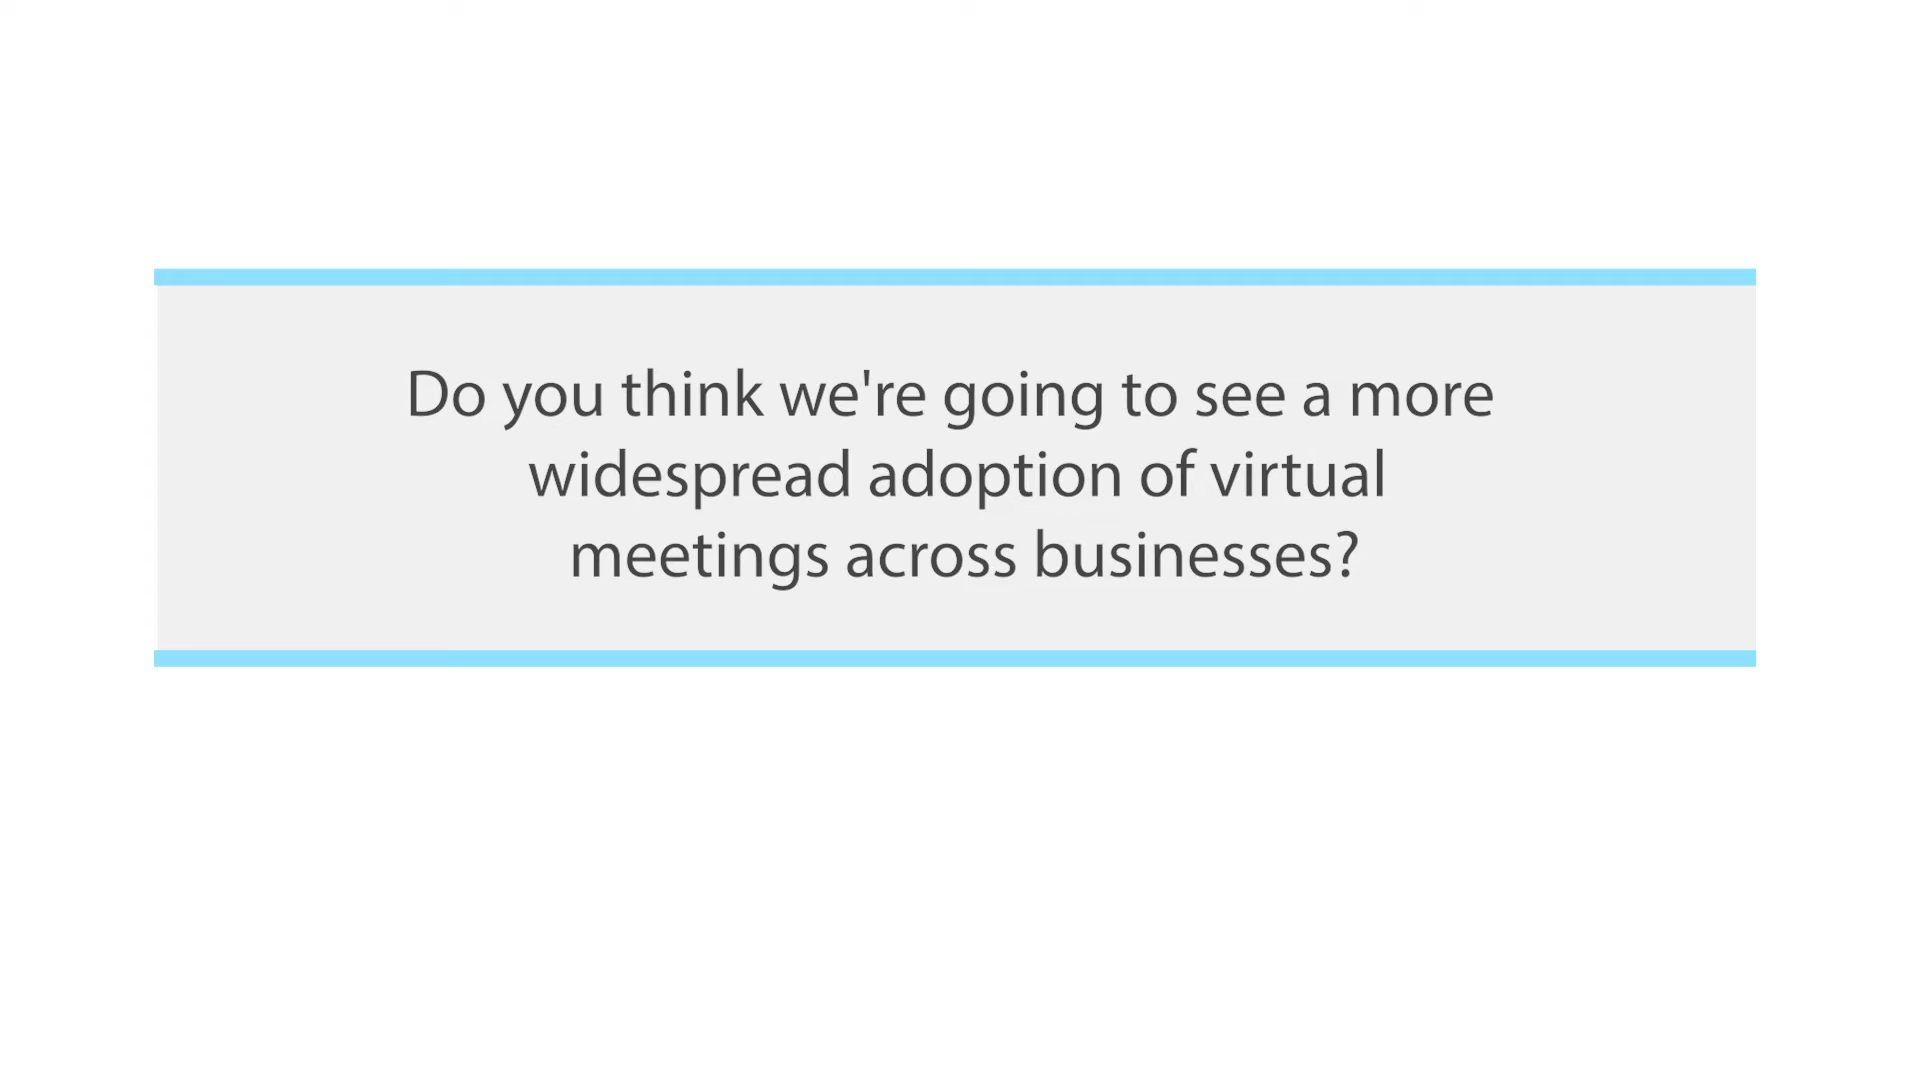 Do you think we're going to see a more
widespread adoption of virtual
meetings across businesses?